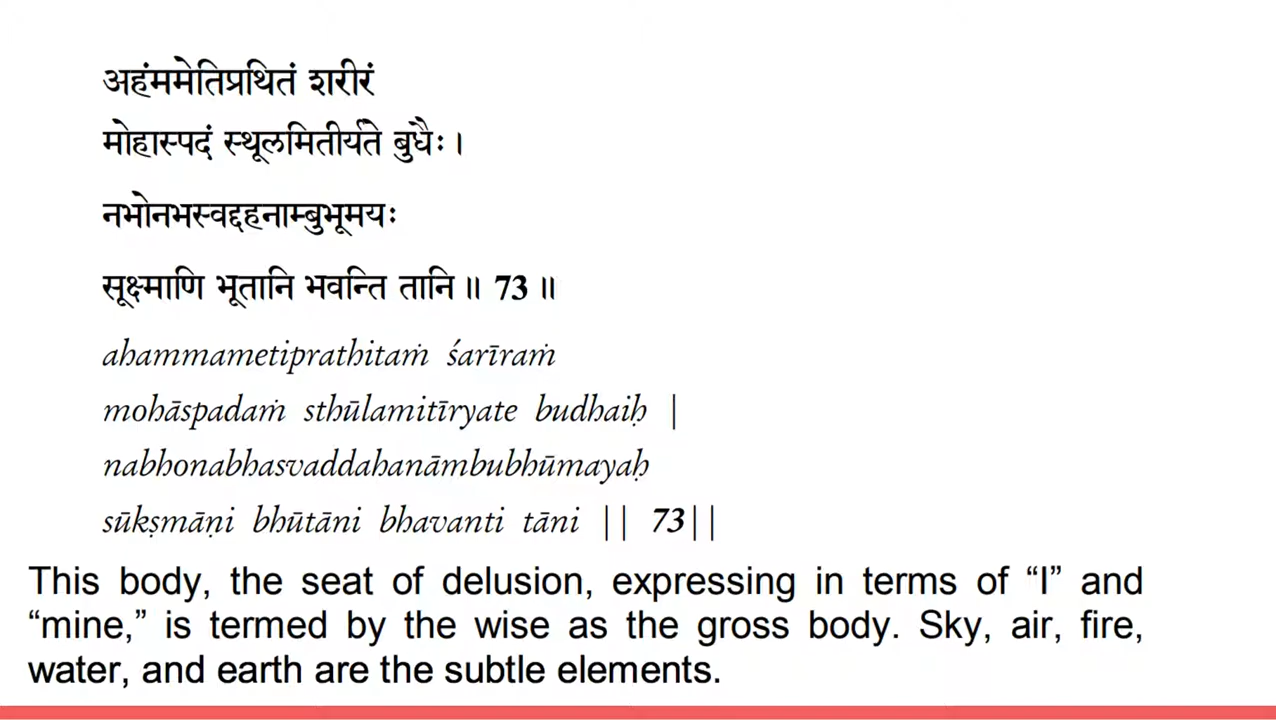 अहंममेतिप्रथितं शरीरं
मोहास्पदं स्थूलमितीर्यते बुधैः ।
नभोनभस्वद्दहनाम्बुभूमयः
सूक्ष्माणि भूतानि भवन्ति तानि ॥ 73 ॥
ahammametiprathitaṁ śarīraṁ
mohāspadaṁ sthūlamitīryate budhaiḥ |
nabhonabhasvaddahanāmbubhūmayaḥ
sūkṣmāṇi bhūtāni bhavanti tāni || 73||
This body, the seat of delusion, expressing in terms of “I” and
“mine,” is termed by the wise as the gross body. Sky, air, fire,
water, and earth are the subtle elements.